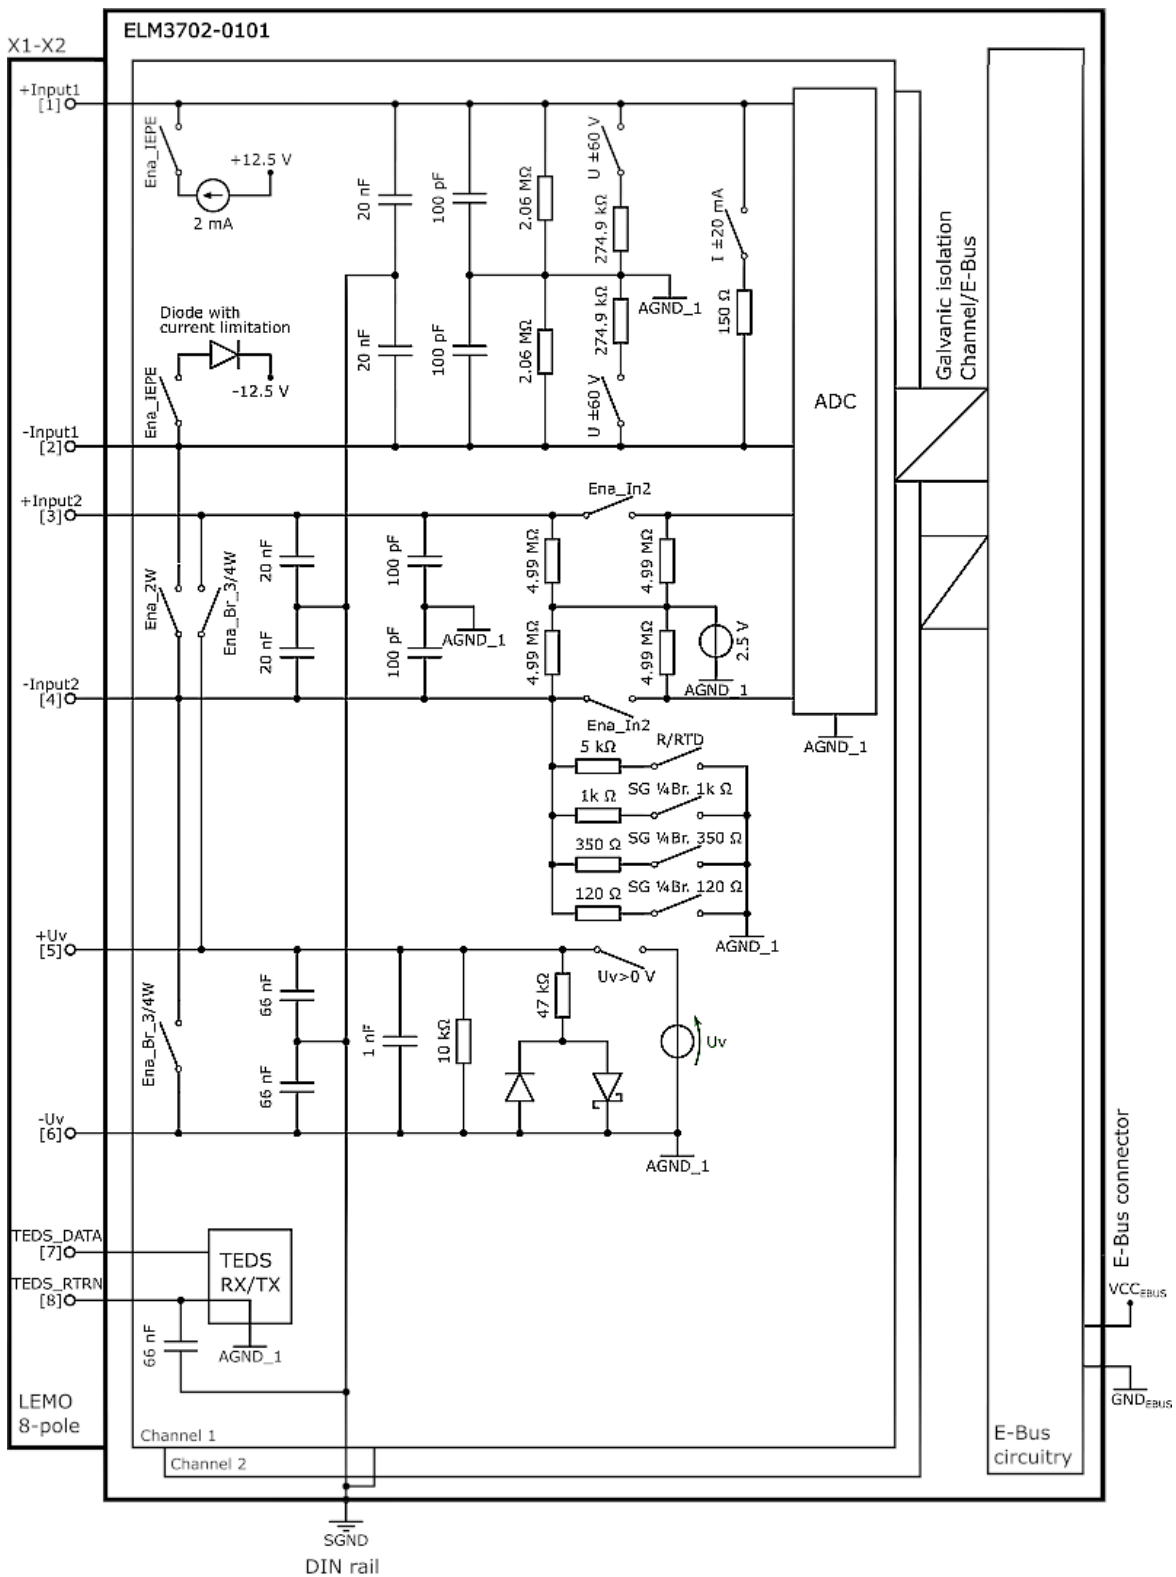 ELM3702-0101
X1-X2
+Input1
[1]
Ena_IEPE
+12.5 V
2 mA
20 nF
100 pF
2.06 MΩ
U ±60 V
274.9 kΩ
I ±20 mA
150 Ω
AGND_1
Diode with
current limitation
-12.5 V
Ena_IEPE
20 nF
100 pF
2.06 MΩ
274.9 kΩ
U ±60 V
ADC
Galvanic isolation
Channel/E-Bus
-Input1
[2]
+Input2
[3]
Ena_In2
Ena_2W
Ena_Br_3/4W
20 nF
100 pF
4.99 MΩ
4.99 MΩ
AGND_1
20 nF
100 pF
4.99 MΩ
4.99 MΩ
2.5 V
AGND_1
-Input2
[4]
Ena_In2
AGND_1
5 kΩ
R/RTD
1k Ω
SG ¼Br. 1k Ω
350 Ω
SG ¼Br. 350 Ω
120 Ω
SG ¼Br. 120 Ω
AGND_1
+Uv
[5]
Uv>0 V
Ena_Br_3/4W
66 nF
66 nF
1 nF
10 kΩ
47 kΩ
Uv
-Uv
[6]
AGND_1
TEDS_DATA
[7]
TEDS_RTRN
[8]
TEDS
RX/TX
66 nF
AGND_1
E-Bus connector
VCCEBUS
GNDEBUS
LEMO
8-pole
Channel 1
Channel 2
E-Bus
circuitry
SGND
DIN rail